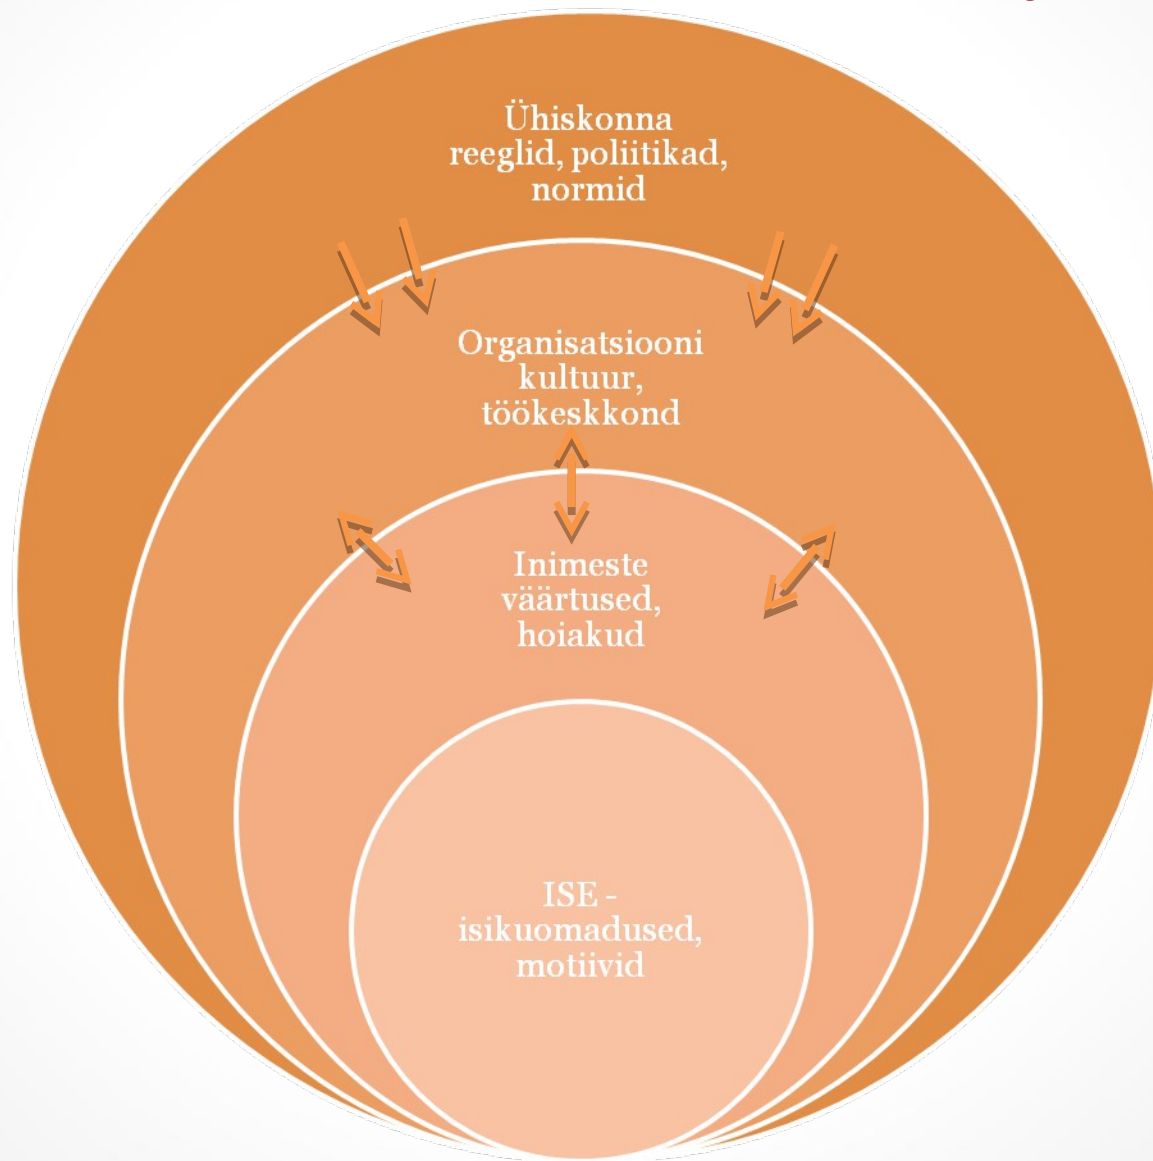 Ühiskonna
reeglid, poliitikad,
normid
Organisatsiooni
kultuur,
töökeskkond
Inimeste
väärtused,
hoiakud
ISE -
isikuomadused,
motiivid